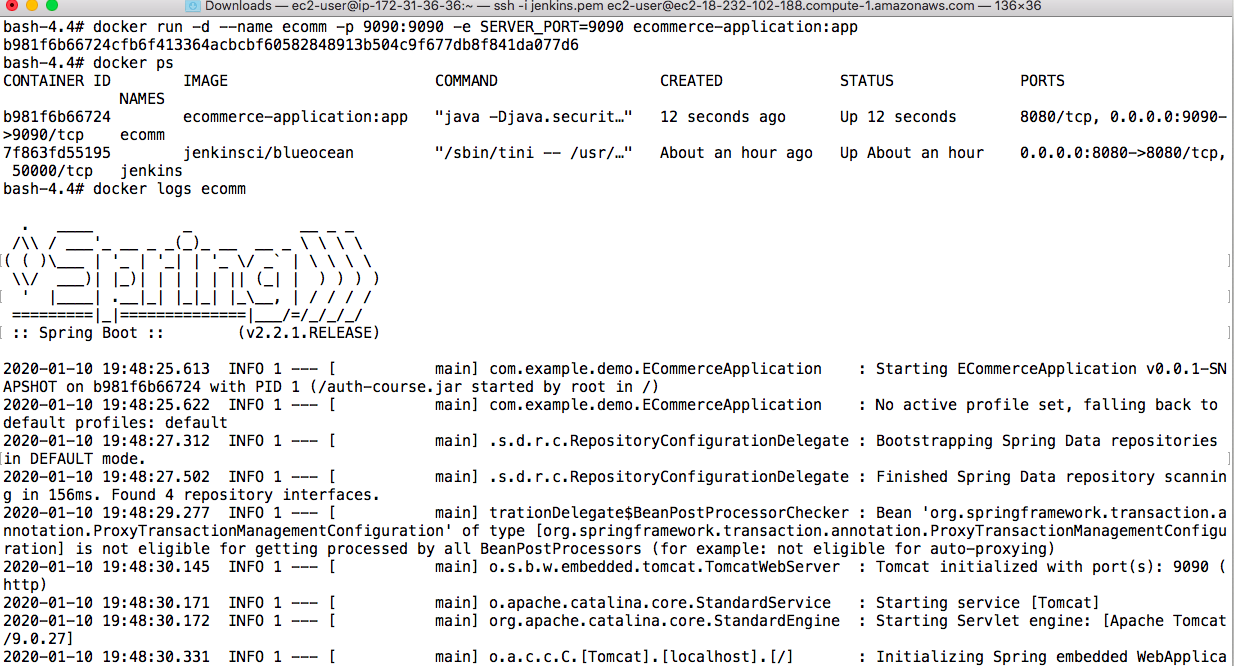 Downloads — ec2-user@ip-172-31-36-36:~ — ssh -i jenkins.pem ec2-user@ec2-18-232-102-188.compute-1.amazonaws.com — 136×36
bash-4.4# docker run -d --name ecomm -p 9090:9090 -e SERVER_PORT=9090 ecommerce-application:app
b981f6b66724cfb6f413364acbcbf60582848913b504c9f677db8f841da077d6
bash-4.4# docker ps
CONTAINER ID        IMAGE                       COMMAND                  CREATED             STATUS              PORTS
             NAMES
b981f6b66724        ecommerce-application:app   "java -Djava.securit…"   12 seconds ago      Up 12 seconds       8080/tcp, 0.0.0.0:9090-
>9090/tcp    ecomm
7f863fd55195        jenkinsci/blueocean         "/sbin/tini -- /usr/…"   About an hour ago   Up About an hour    0.0.0.0:8080->8080/tcp,
 50000/tcp   jenkins
bash-4.4# docker logs ecomm
  .   ____          _            __ _ _
 /\\ / ___'_ __ _ _(_)_ __  __ _ \ \ \ \
( ( )\___ | '_ | '_| | '_ \/ _` | \ \ \ \
 \\/  ___)| |_)| | | | | || (_| |  ) ) ) )
  '  |____| .__|_| |_|_| |_\__, | / / / /
 =========|_|==============|___/=/_/_/_/
 :: Spring Boot ::        (v2.2.1.RELEASE)
2020-01-10 19:48:25.613  INFO 1 --- [           main] com.example.demo.ECommerceApplication    : Starting ECommerceApplication v0.0.1-SN
APSHOT on b981f6b66724 with PID 1 (/auth-course.jar started by root in /)
2020-01-10 19:48:25.622  INFO 1 --- [           main] com.example.demo.ECommerceApplication    : No active profile set, falling back to
default profiles: default
2020-01-10 19:48:27.312  INFO 1 --- [           main] .s.d.r.c.RepositoryConfigurationDelegate : Bootstrapping Spring Data repositories
in DEFAULT mode.
2020-01-10 19:48:27.502  INFO 1 --- [           main] .s.d.r.c.RepositoryConfigurationDelegate : Finished Spring Data repository scannin
g in 156ms. Found 4 repository interfaces.
2020-01-10 19:48:29.277  INFO 1 --- [           main] trationDelegate$BeanPostProcessorChecker : Bean 'org.springframework.transaction.a
nnotation.ProxyTransactionManagementConfiguration' of type [org.springframework.transaction.annotation.ProxyTransactionManagementConfigu
ration] is not eligible for getting processed by all BeanPostProcessors (for example: not eligible for auto-proxying)
2020-01-10 19:48:30.145  INFO 1 --- [           main] o.s.b.w.embedded.tomcat.TomcatWebServer  : Tomcat initialized with port(s): 9090 (
http)
2020-01-10 19:48:30.171  INFO 1 --- [           main] o.apache.catalina.core.StandardService   : Starting service [Tomcat]
2020-01-10 19:48:30.172  INFO 1 --- [           main] org.apache.catalina.core.StandardEngine  : Starting Servlet engine: [Apache Tomcat
/9.0.27]
2020-01-10 19:48:30.331  INFO 1 --- [           main] o.a.c.c.C.[Tomcat].[localhost].[/]       : Initializing Spring embedded WebApplica